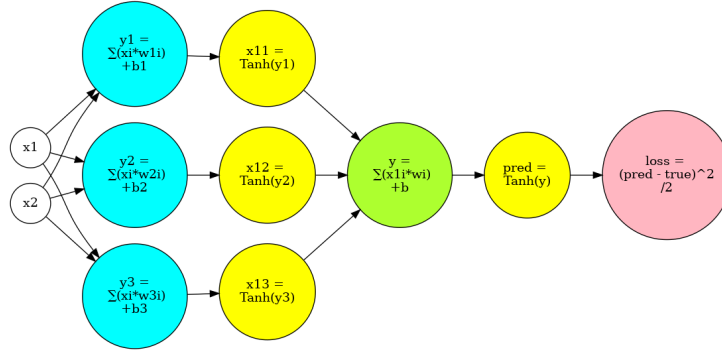 x1
x2
y1 =
∑(xi*w1i)
+b1
y2 =
∑(xi*w2i)
+b2
y3 =
∑(xi*w3i)
+b3
x11 =
Tanh(y1)
x12 =
Tanh(y2)
x13 =
Tanh(y3)
y =
∑(x1i*wi)
+b
pred =
Tanh(y)
loss =
(pred - true)^2
/2